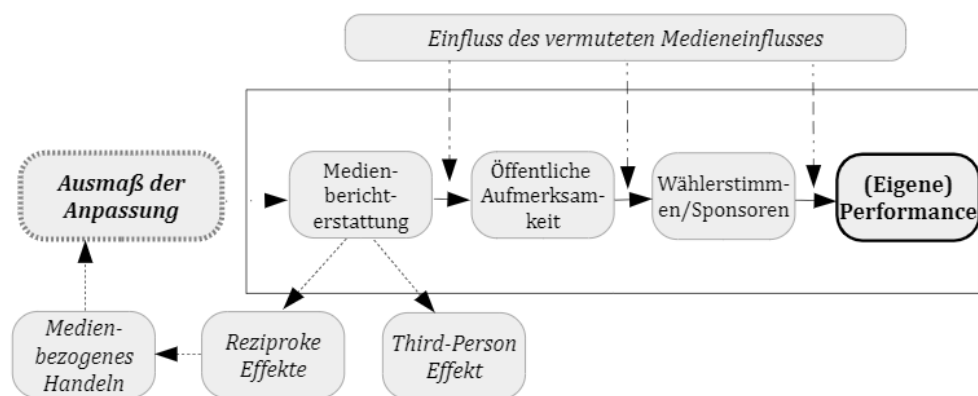 Einfluss des vermuteten Medieneinflusses
Ausmaß der
Anpassung
Medien-
bericht-
erstattung
Öffentliche
Aufmerksam-
keit
Wählerstimm-
en/Sponsoren
(Eigene)
Performance
Medien-
bezogenes
Handeln
Reziproke
Effekte
Third-Person
Effekt